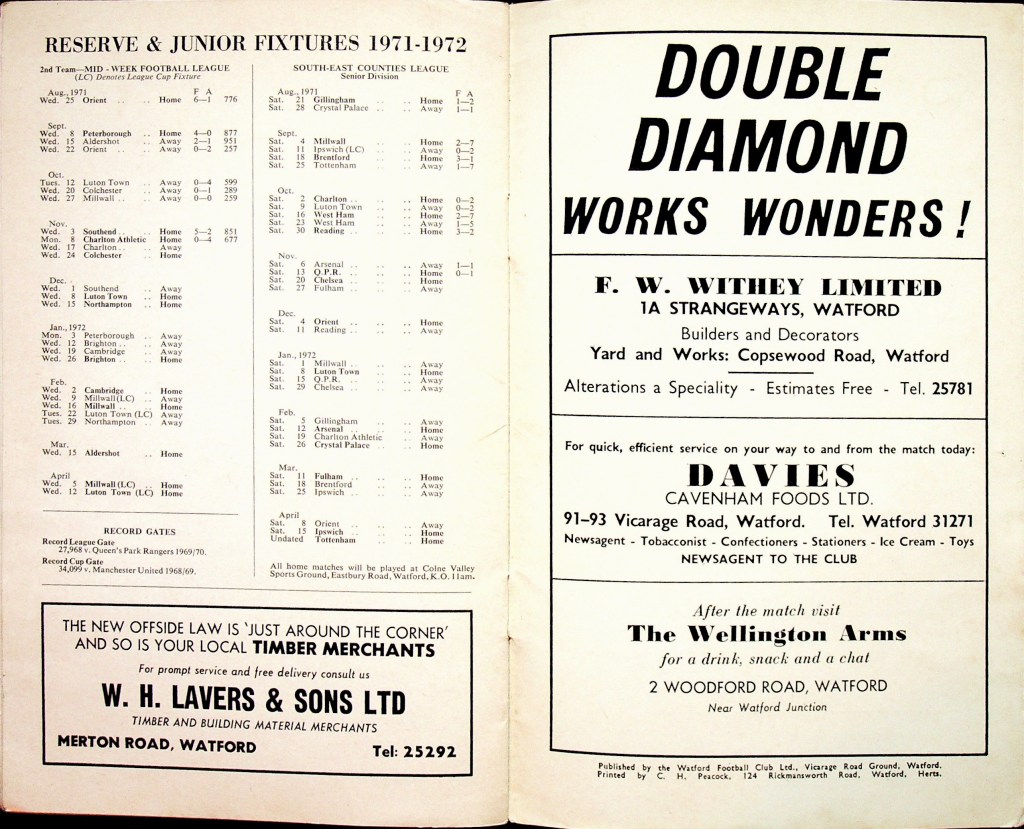 RESERVE & JUNIOR FIXTURES 1971-1972
2nd Team—MID - WEEK FOOTBALL LEAGUE
(LC) Denotes League Cup Fixture
Aug., 1971 F A
Wed. 25 Orient .. .. Home 6—1 776
Sept.
Wed. 8 Peterborough .. Home 4—0 877
Wed. 15 Aldershot .. Away 2—1 951
Wed. 22 Orient .. .. Away 0—2 257
Oct.
Tues. 12 Luton Town .. Away 0—4 599
Wed. 20 Colchester .. Away 0—1 289
Wed. 27 Millwall .. .. Away 0—0 259
Nov.
Wed. 3 Southend .. .. Home 5—2 851
Mon. 8 Charlton Athletic Home 0—4 677
Wed. 17 Charlton .. .. Away
Wed. 24 Colchester .. Home
Dec.
Wed. 1 Southend .. Away
Wed. 8 Luton Town .. Home
Wed. 15 Northampton .. Home
Jan., 1972
Mon. 3 Peterborough .. Away
Wed. 12 Brighton .. .. Away
Wed. 19 Cambridge .. Away
Wed. 26 Brighton .. .. Home
Feb.
Wed. 2 Cambridge .. Home
Wed. 9 Millwall (LC) .. Away
Wed. 16 Millwall .. .. Home
Tues. 22 Luton Town (LC) Away
Tues. 29 Northampton .. Away
Mar.
Wed. 15 Aldershot .. Home
April
Wed. 5 Millwall (LC) .. Home
Wed. 12 Luton Town (LC) Home
RECORD GATES
Record League Gate
27,968 v. Queen's Park Rangers 1969/70.
Record Cup Gate
34,099 v. Manchester United 1968/69.
SOUTH-EAST COUNTIES LEAGUE
Senior Division
Aug., 1971 F A
Sat. 21 Gillingham .. .. Home 1—2
Sat. 28 Crystal Palace .. .. Away 1—1
Sept.
Sat. 4 Millwall .. .. Home 2—7
Sat. 11 Ipswich (LC) .. .. Away 0—2
Sat. 18 Brentford .. .. Home 3—1
Sat. 25 Tottenham .. .. Away 1—7
Oct.
Sat. 2 Charlton .. .. Home 0—2
Sat. 9 Luton Town .. .. Away 0—2
Sat. 16 West Ham .. .. Home 2—7
Sat. 23 West Ham .. .. Away 1—5
Sat. 30 Reading .. .. .. Home 3—2
Nov.
Sat. 6 Arsenal .. .. .. Away 1—1
Sat. 13 Q.P.R. .. .. .. Home 0—1
Sat. 20 Chelsea .. .. .. Home
Sat. 27 Fulham .. .. .. Away
Dec.
Sat. 4 Orient .. .. .. Home
Sat. 11 Reading .. .. .. Away
Jan., 1972
Sat. 1 Millwall .. .. Away
Sat. 8 Luton Town .. .. Home
Sat. 15 Q.P.R. .. .. .. Away
Sat. 29 Chelsea .. .. .. Away
Feb.
Sat. 5 Gillingham .. .. Away
Sat. 12 Arsenal .. .. .. Home
Sat. 19 Charlton Athletic .. Away
Sat. 26 Crystal Palace .. .. Home
Mar.
Sat. 11 Fulham .. .. .. Home
Sat. 18 Brentford .. .. Away
Sat. 25 Ipswich .. .. .. Away
April
Sat. 8 Orient .. .. .. Away
Sat. 15 Ipswich .. .. .. Home
Undated Tottenham .. .. Home
All home matches will be played at Colne Valley
Sports Ground, Eastbury Road, Watford, K.O. 11am.
THE NEW OFFSIDE LAW IS 'JUST AROUND THE CORNER'
AND SO IS YOUR LOCAL TIMBER MERCHANTS
For prompt service and free delivery consult us
W. H. LAVERS & SONS LTD
TIMBER AND BUILDING MATERIAL MERCHANTS
MERTON ROAD, WATFORD Tel: 25292
DOUBLE
DIAMOND
WORKS WONDERS !
F. W. WITHEY LIMITED
1A STRANGEWAYS, WATFORD
Builders and Decorators
Yard and Works: Copsewood Road, Watford
Alterations a Speciality - Estimates Free - Tel. 25781
For quick, efficient service on your way to and from the match today:
DAVIES
CAVENHAM FOODS LTD.
91–93 Vicarage Road, Watford. Tel. Watford 31271
Newsagent - Tobacconist - Confectioners - Stationers - Ice Cream - Toys
NEWSAGENT TO THE CLUB
After the match visit
The Wellington Arms
for a drink, snack and a chat
2 WOODFORD ROAD, WATFORD
Near Watford Junction
Published by the Watford Football Club Ltd., Vicarage Road Ground, Watford.
Printed by C. H. Peacock, 124 Rickmansworth Road, Watford, Herts.